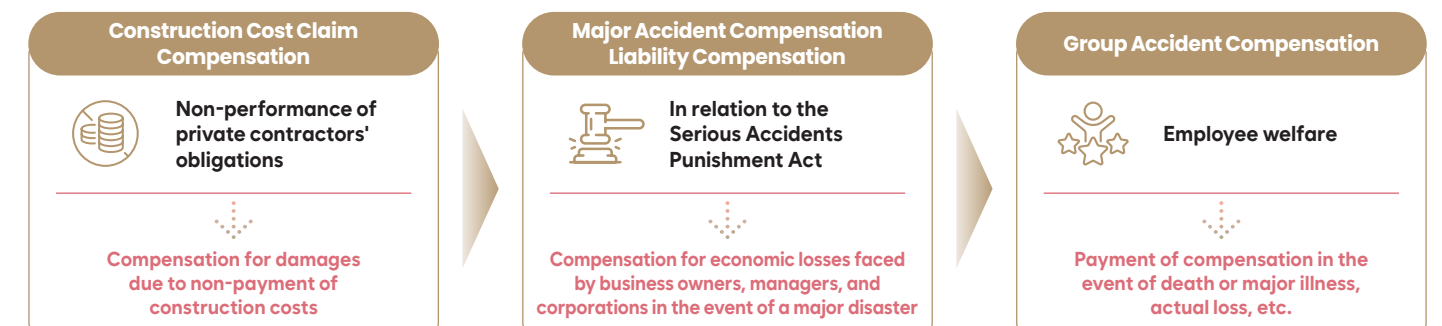 Construction Cost Claim
Compensation
Non-performance of
private contractors'
obligations
Compensation for damages
due to non-payment of
construction costs
Major Accident Compensation
Liability Compensation
In relation to the
Serious Accidents
Punishment Act
Compensation for economic losses faced
by business owners, managers, and
corporations in the event of a major disaster
Group Accident Compensation
Employee welfare
Payment of compensation in the
event of death or major illness,
actual loss, etc.